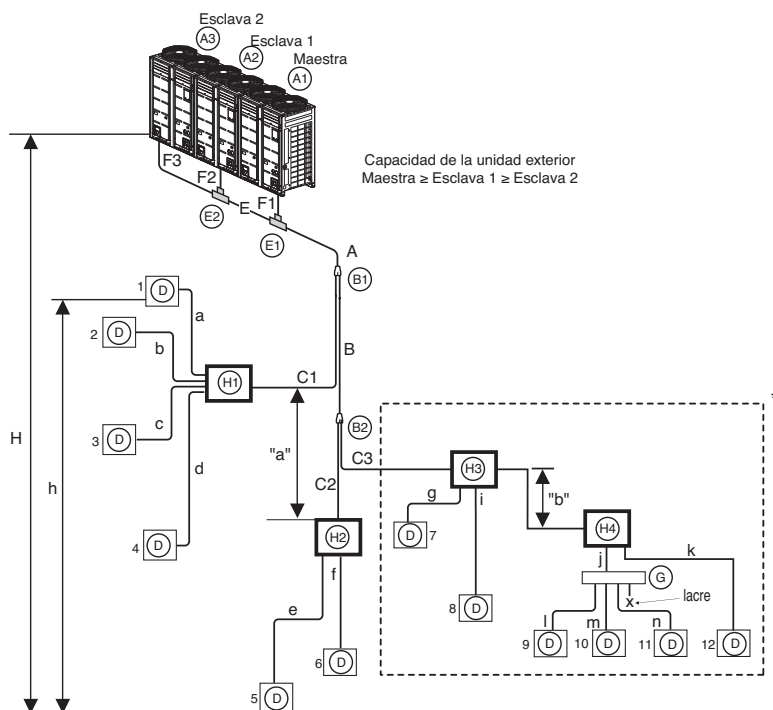 Esclava 2
A3
Esclava 1
A2
Maestra
A1
F3
F2
F1
E
E2
E1
Capacidad de la unidad exterior
Maestra ≥ Esclava 1 ≥ Esclava 2
A
B1
1 D
a
2 D
b
B
H1
C1
3 D
c
B2
*
H
h
"a"
C3
d
C2
H3
g
i
"b"
4 D
H2
D 7
H4
j
k
f
G
e
8 D
x
lacre
l
m
n
9 D
10 D
11 D
12 D
6 D
5 D